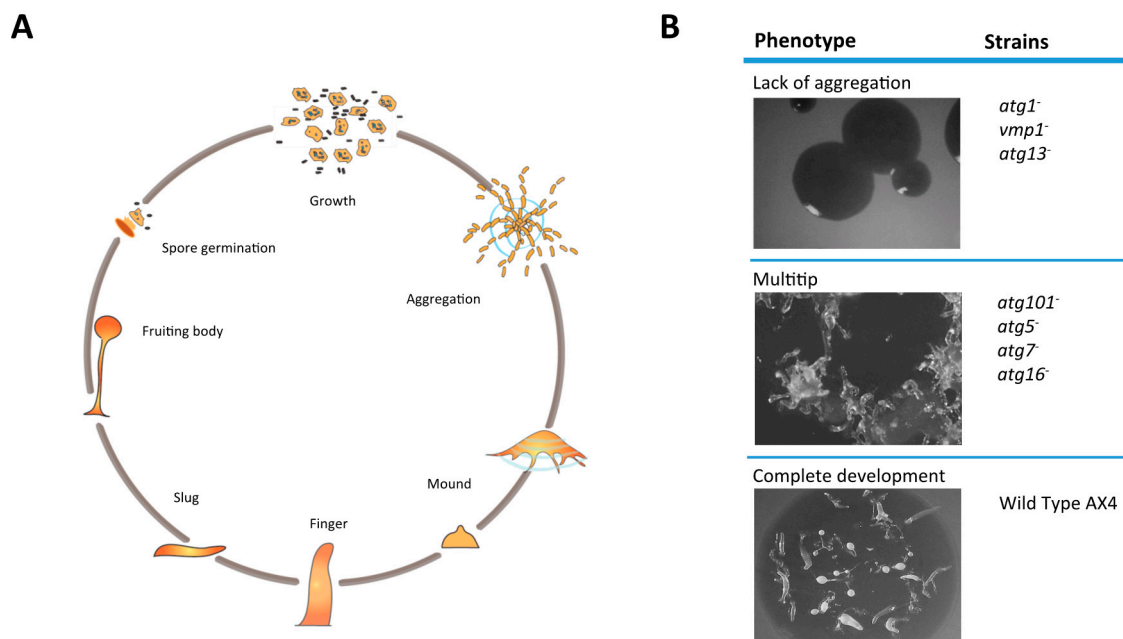 A
Growth
Spore germination
Aggregation
Fruiting body
Mound
Slug
Finger
B
Phenotype Strains
Lack of aggregation
atg1-
vmp1-
atg13-
Multitip
atg101-
atg5-
atg7-
atg16-
Complete development
Wild Type AX4